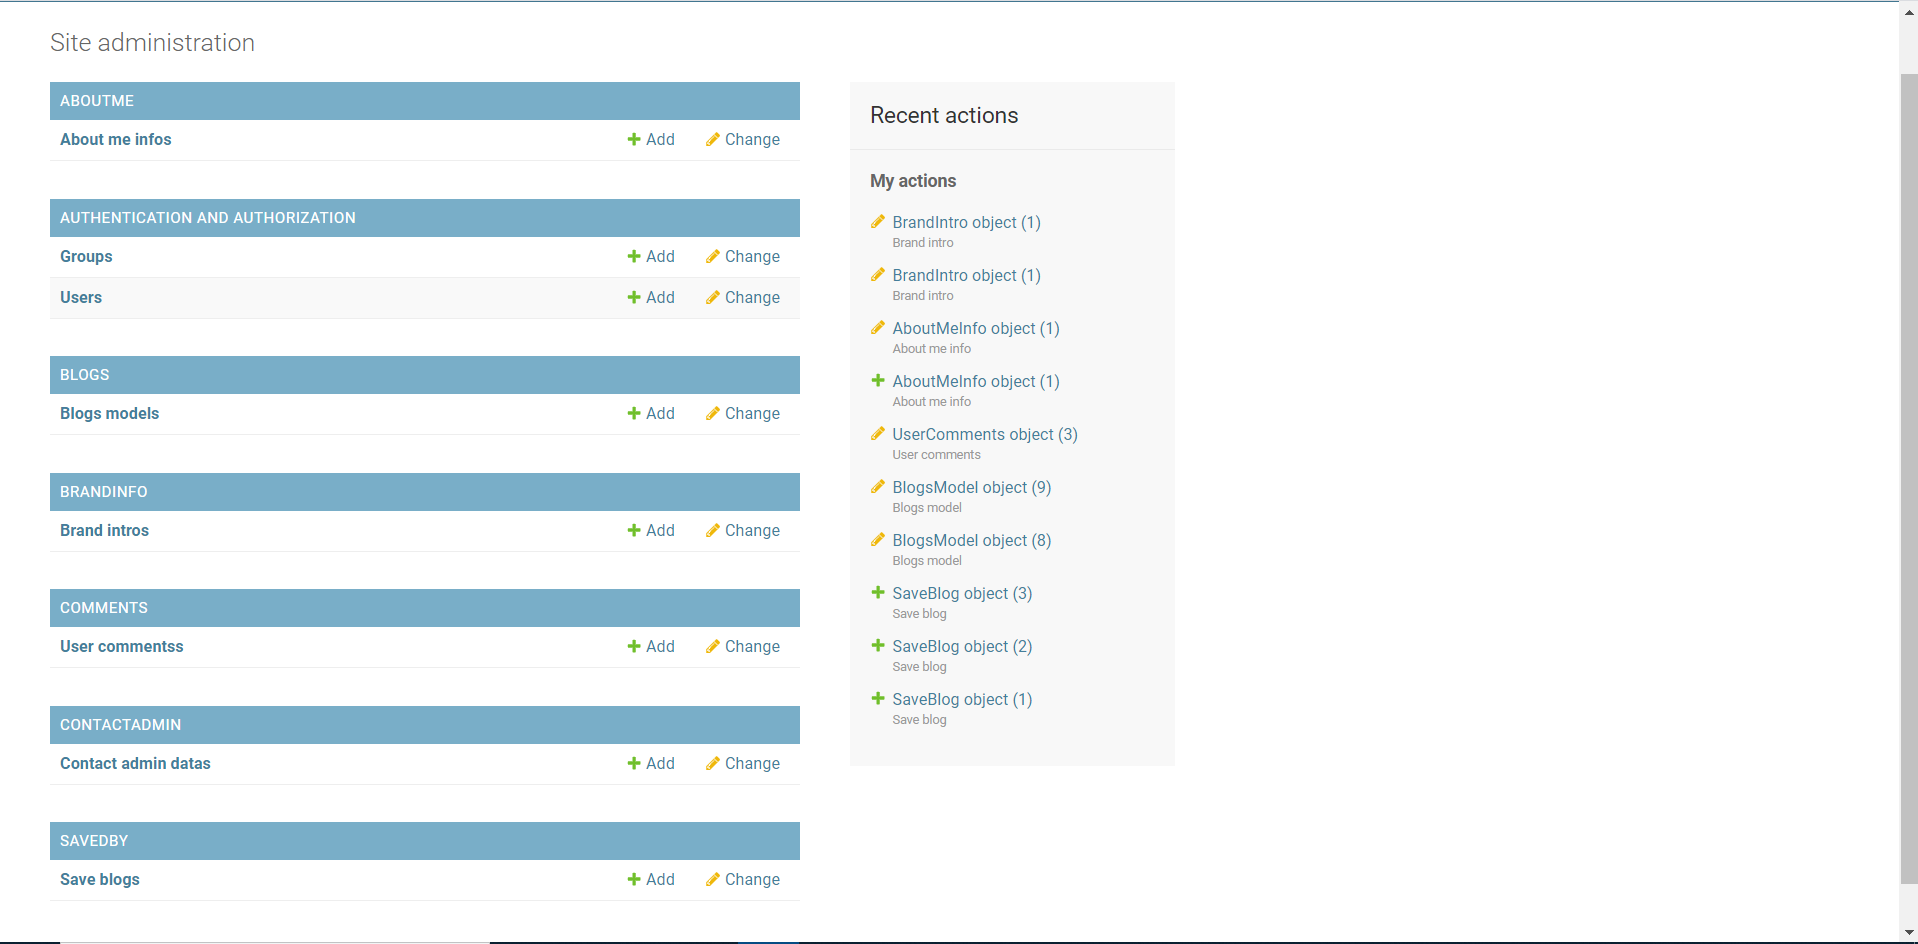 Site administration
ABOUTME
About me infos Add Change
AUTHENTICATION AND AUTHORIZATION
Groups Add Change
Users Add Change
BLOGS
Blogs models Add Change
BRANDINFO
Brand intros Add Change
COMMENTS
User commentss Add Change
CONTACTADMIN
Contact admin datas Add Change
SAVEDBY
Save blogs Add Change
Recent actions
My actions
BrandIntro object (1)
Brand intro
BrandIntro object (1)
Brand intro
AboutMeInfo object (1)
About me info
AboutMeInfo object (1)
About me info
UserComments object (3)
User comments
BlogsModel object (9)
Blogs model
BlogsModel object (8)
Blogs model
SaveBlog object (3)
Save blog
SaveBlog object (2)
Save blog
SaveBlog object (1)
Save blog